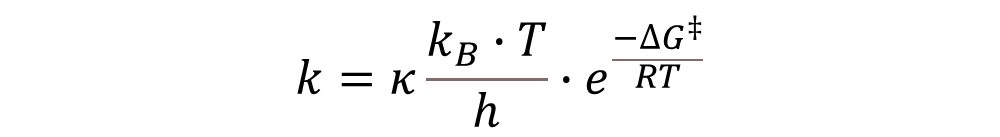 k = κ k_B · T / h · e^(−ΔG‡ / RT)